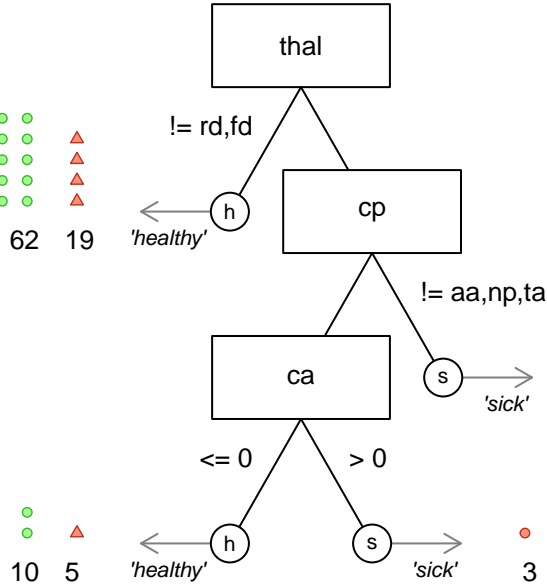 thal
!= rd,fd
h
'healthy'
62 19
cp
!= aa,np,ta
s
'sick'
ca
<= 0 > 0
h
'healthy'
s
'sick'
10 5
3